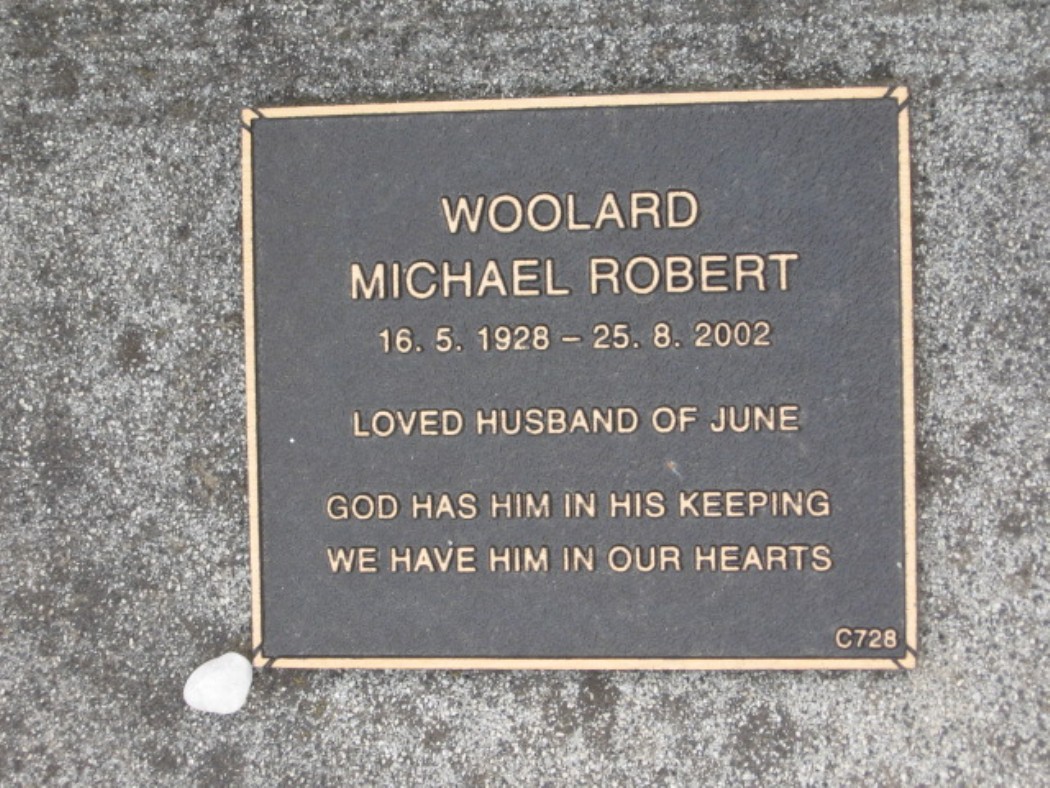 WOOLARD
MICHAEL ROBERT
16. 5. 1928 – 25. 8. 2002
LOVED HUSBAND OF JUNE
GOD HAS HIM IN HIS KEEPING
WE HAVE HIM IN OUR HEARTS
C728